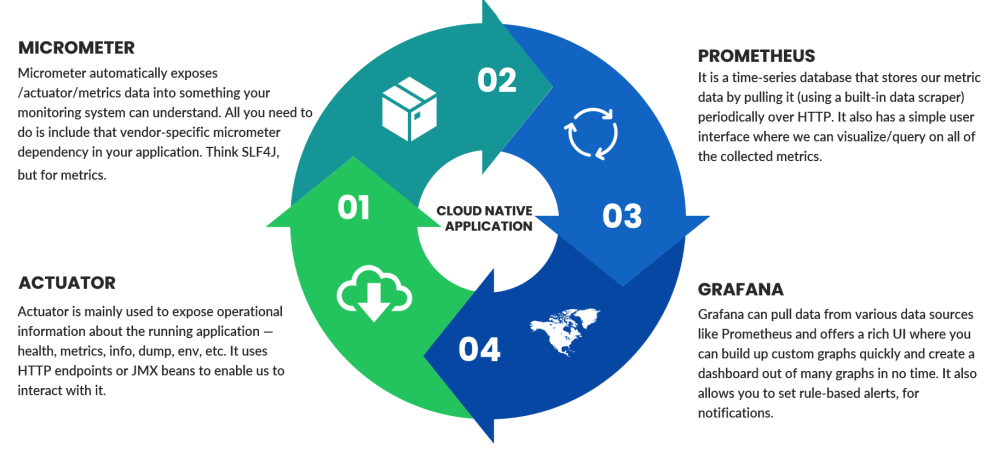 MICROMETER
Micrometer automatically exposes
/actuator/metrics data into something your
monitoring system can understand. All you need to
do is include that vendor-specific micrometer
dependency in your application. Think SLF4J,
but for metrics.
ACTUATOR
Actuator is mainly used to expose operational
information about the running application —
health, metrics, info, dump, env, etc. It uses
HTTP endpoints or JMX beans to enable us to
interact with it.
02
01
03
04
CLOUD NATIVE
APPLICATION
PROMETHEUS
It is a time-series database that stores our metric
data by pulling it (using a built-in data scraper)
periodically over HTTP. It also has a simple user
interface where we can visualize/query on all of
the collected metrics.
GRAFANA
Grafana can pull data from various data sources
like Prometheus and offers a rich UI where you
can build up custom graphs quickly and create a
dashboard out of many graphs in no time. It also
allows you to set rule-based alerts, for
notifications.